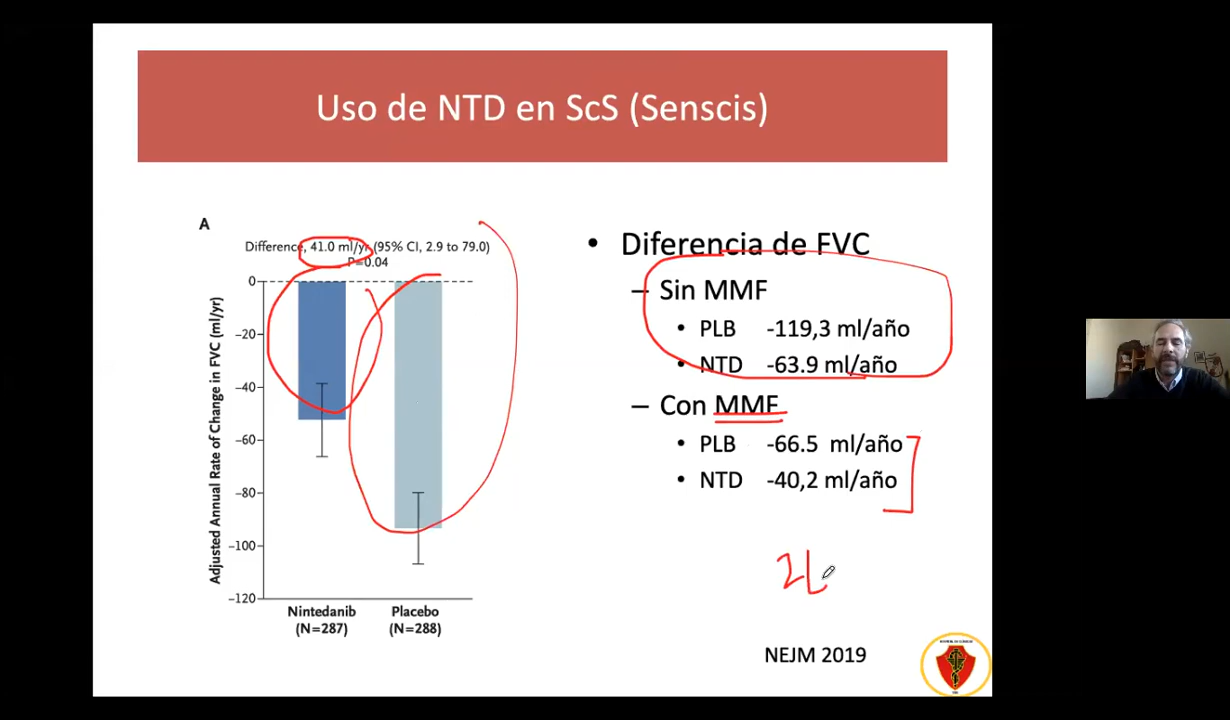 Uso de NTD en ScS (Senscis)
A
Difference, 41.0 ml/yr (95% CI, 2.9 to 79.0)
P=0.04
Adjusted Annual Rate of Change in FVC (ml/yr)
0
−20
−40
−60
−80
−100
−120
Nintedanib
(N=287)
Placebo
(N=288)
• Diferencia de FVC
– Sin MMF
• PLB -119,3 ml/año
• NTD -63.9 ml/año
– Con MMF
• PLB -66.5 ml/año
• NTD -40,2 ml/año
NEJM 2019